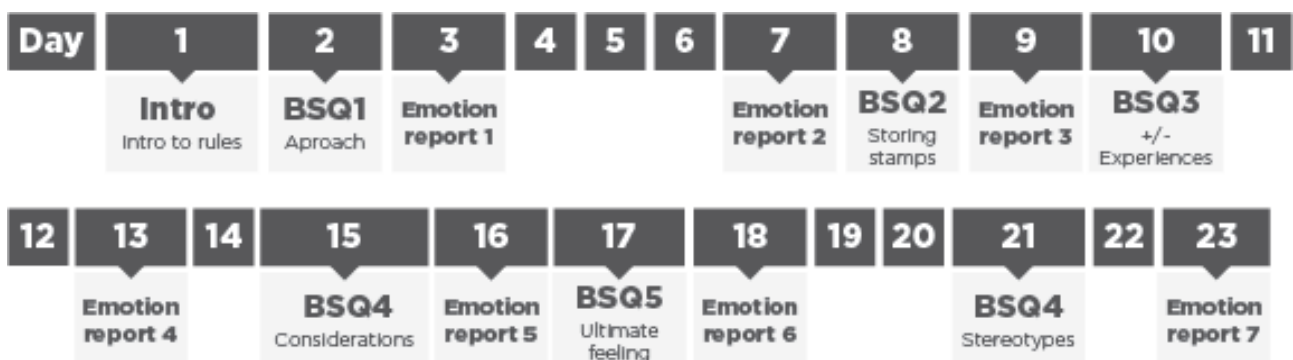 Day 1 2 3 4 5 6 7 8 9 10 11
Intro BSQ1 Emotion Emotion BSQ2 Emotion BSQ3
Intro to rules Aproach report 1 report 2 Storing report 3 +/-
stamps Experiences
12 13 14 15 16 17 18 19 20 21 22 23
Emotion BSQ4 Emotion BSQ5 Emotion BSQ4 Emotion
report 4 Considerations report 5 Ultimate report 6 Stereotypes report 7
feeling